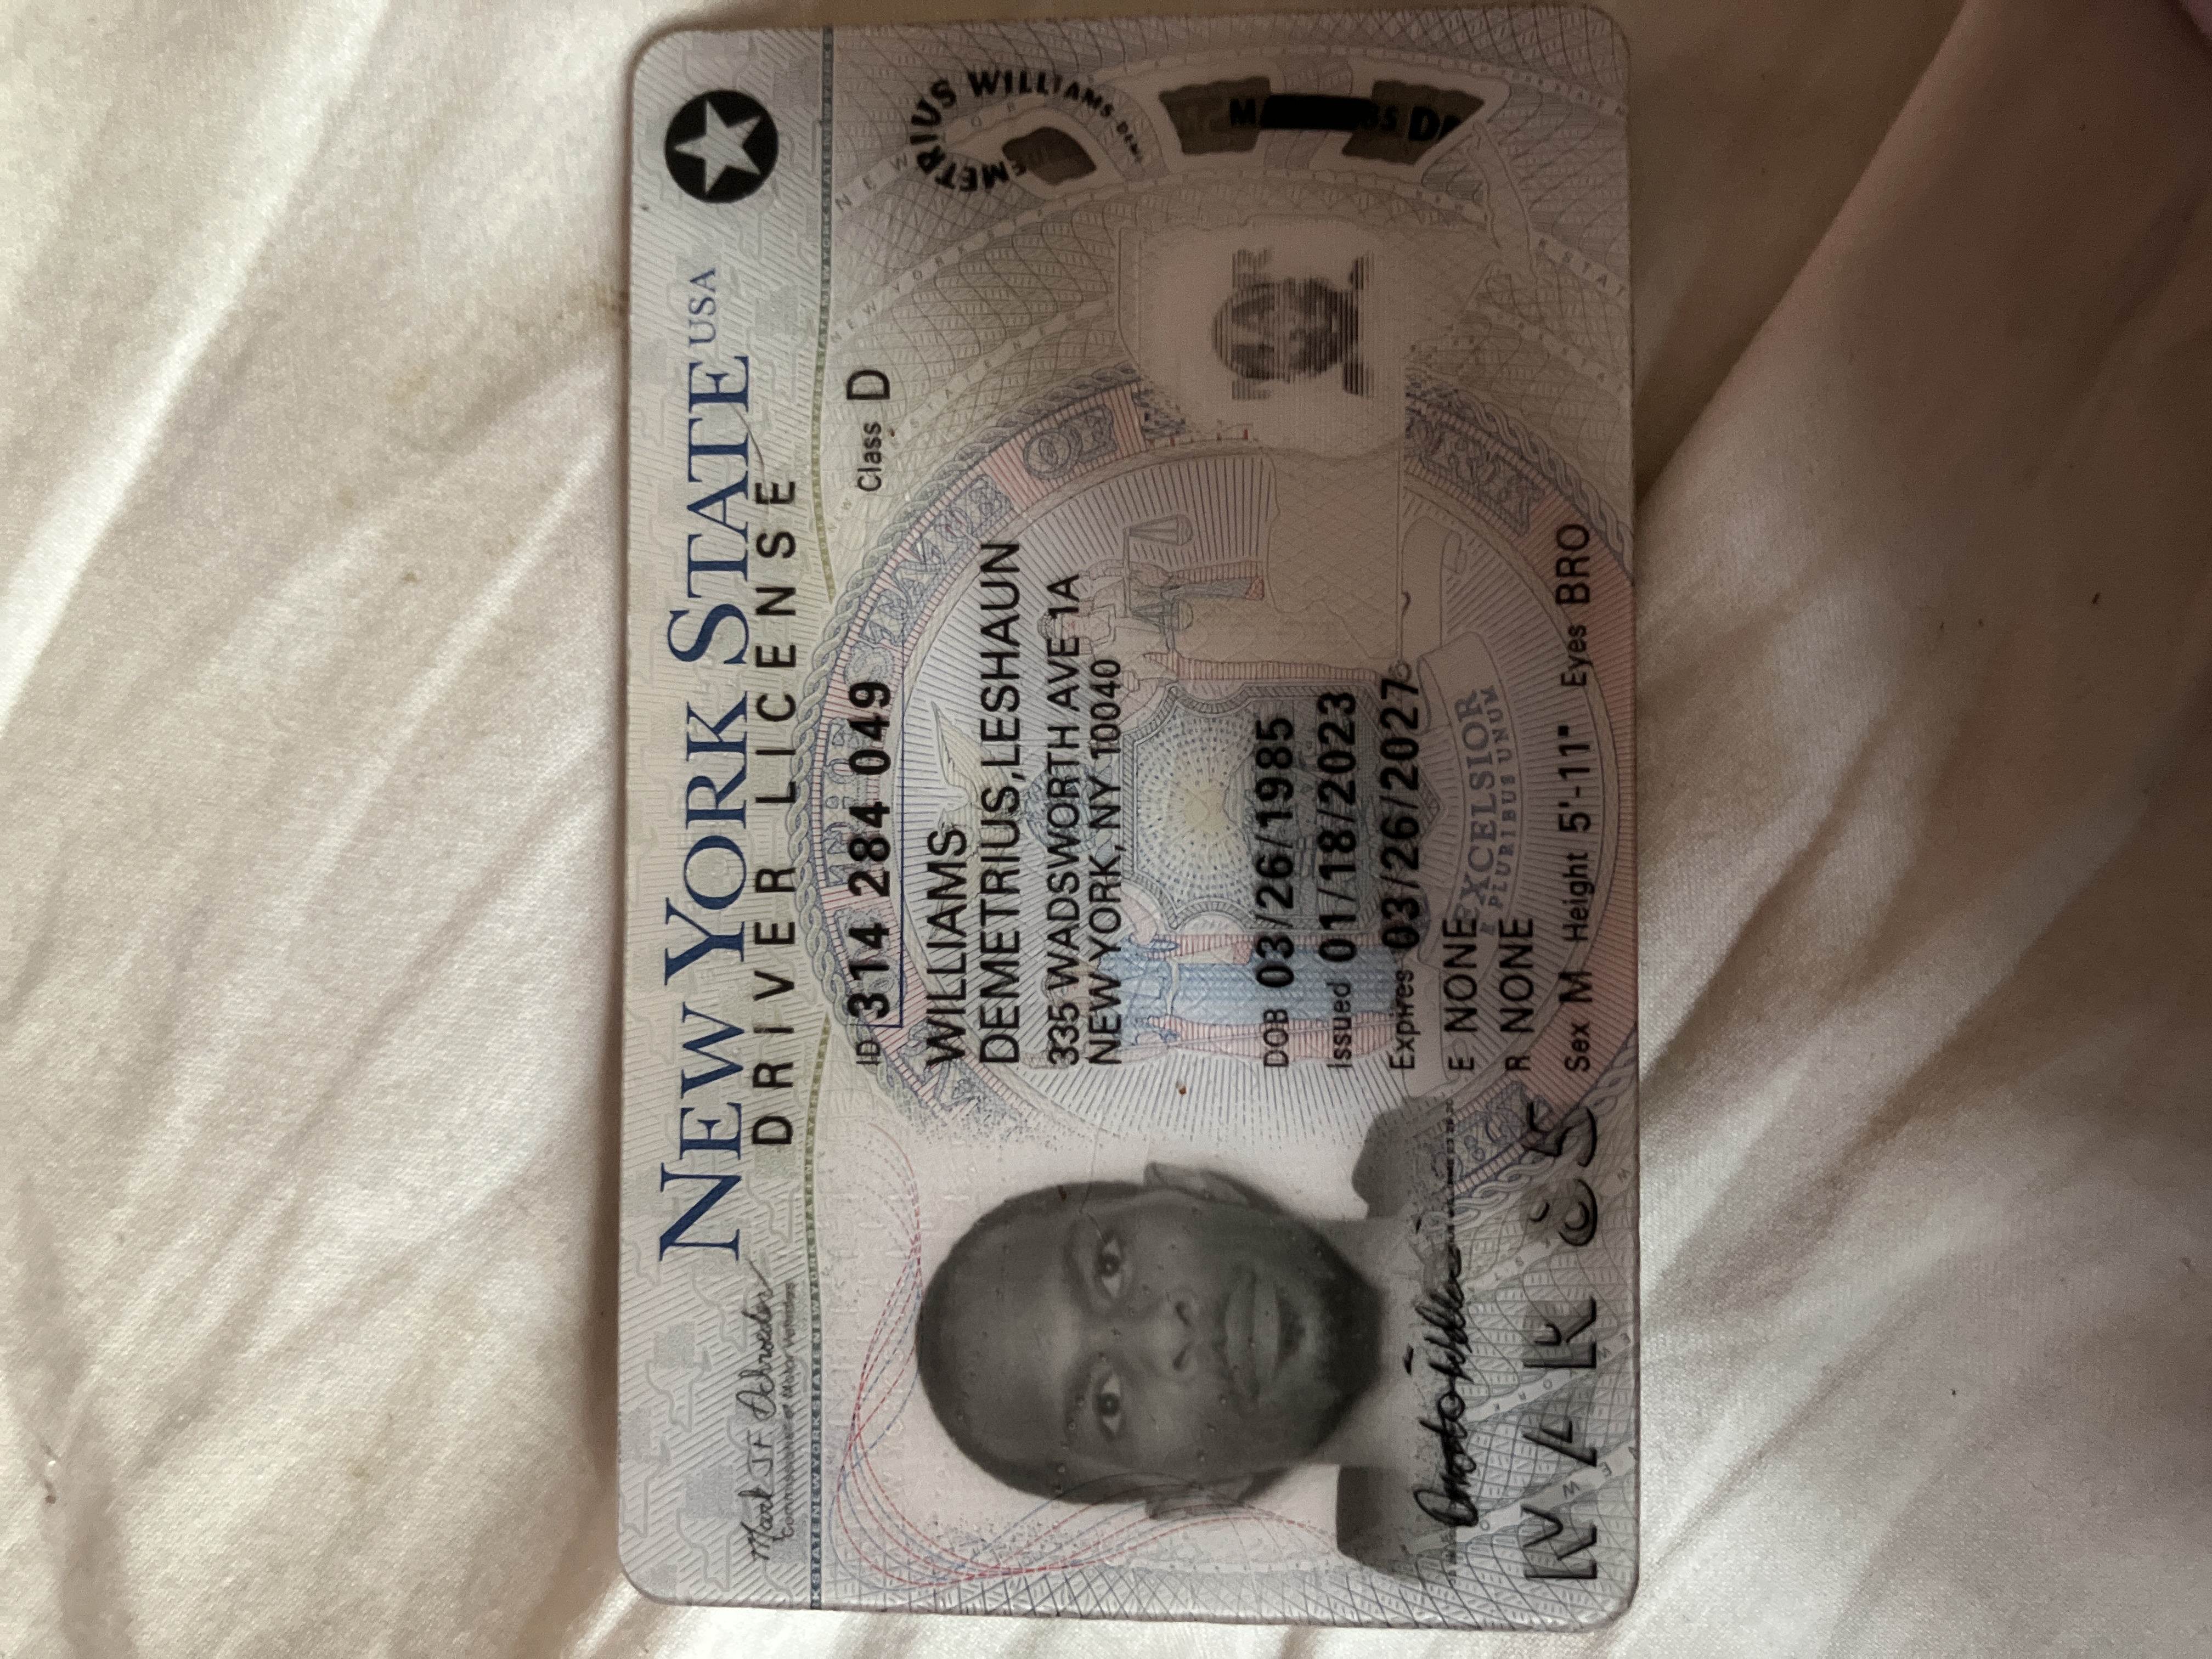 NEW YORK STATE USA
DRIVER LICENSE
ID 314 284 049
Class D
WILLIAMS
DEMETRIUS,LESHAUN
335 WADSWORTH AVE 1A
NEW YORK, NY 10040
DOB 03/26/1985
Issued 01/18/2023
Expires 03/26/2027
E NONE
R NONE
Sex M Height 5'-11" Eyes BRO
EXCELSIOR
E PLURIBUS UNUM
MAR 85